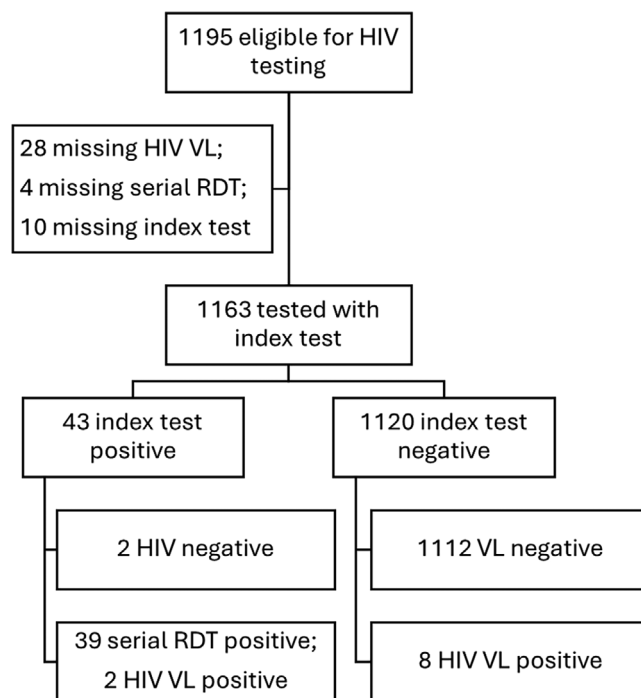 1195 eligible for HIV
testing
28 missing HIV VL;
4 missing serial RDT;
10 missing index test
1163 tested with
index test
43 index test
positive
1120 index test
negative
2 HIV negative
1112 VL negative
39 serial RDT positive;
2 HIV VL positive
8 HIV VL positive